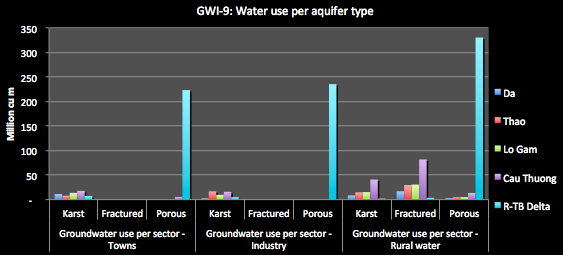 GWI-9: Water use per aquifer type
350
300
250
200
150
100
50
-
Million cu m
Karst Fractured Porous Karst Fractured Porous Karst Fractured Porous
Groundwater use per sector - Towns
Groundwater use per sector - Industry
Groundwater use per sector - Rural water
Da
Thao
Lo Gam
Cau Thuong
R-TB Delta